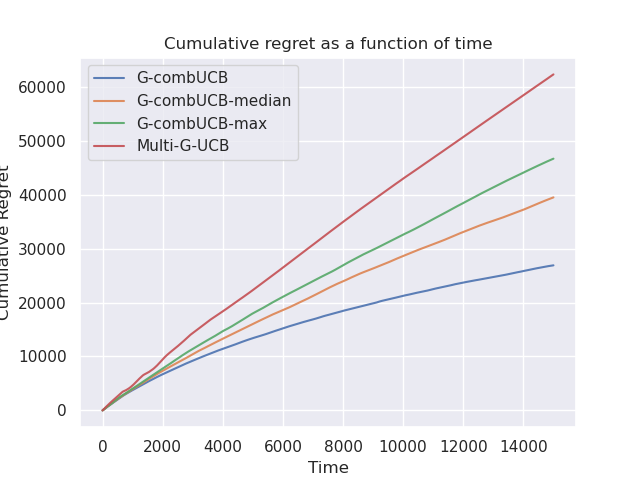 Cumulative regret as a function of time
G-combUCB
G-combUCB-median
G-combUCB-max
Multi-G-UCB
60000
50000
40000
30000
20000
10000
0
Cumulative Regret
0 2000 4000 6000 8000 10000 12000 14000
Time